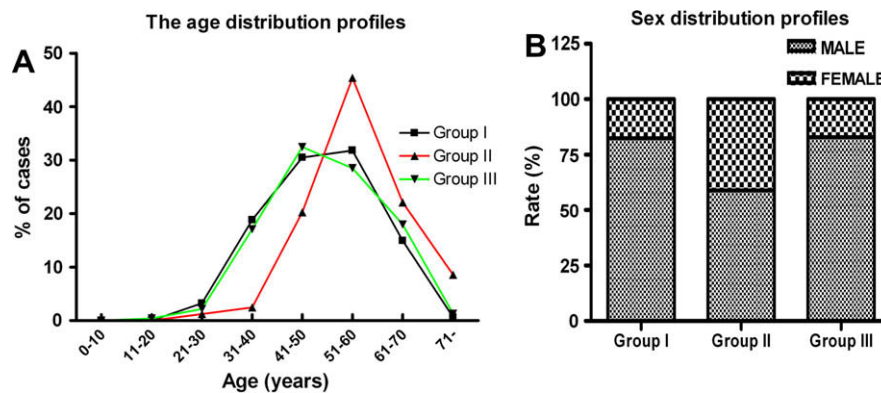 The age distribution profiles
A
50
40
30
20
10
0
% of cases
Group I
Group II
Group III
0-10
11-20
21-30
31-40
41-50
51-60
61-70
71-
Age (years)
Sex distribution profiles
B
125
100
75
50
25
0
Rate (%)
MALE
FEMALE
Group I
Group II
Group III